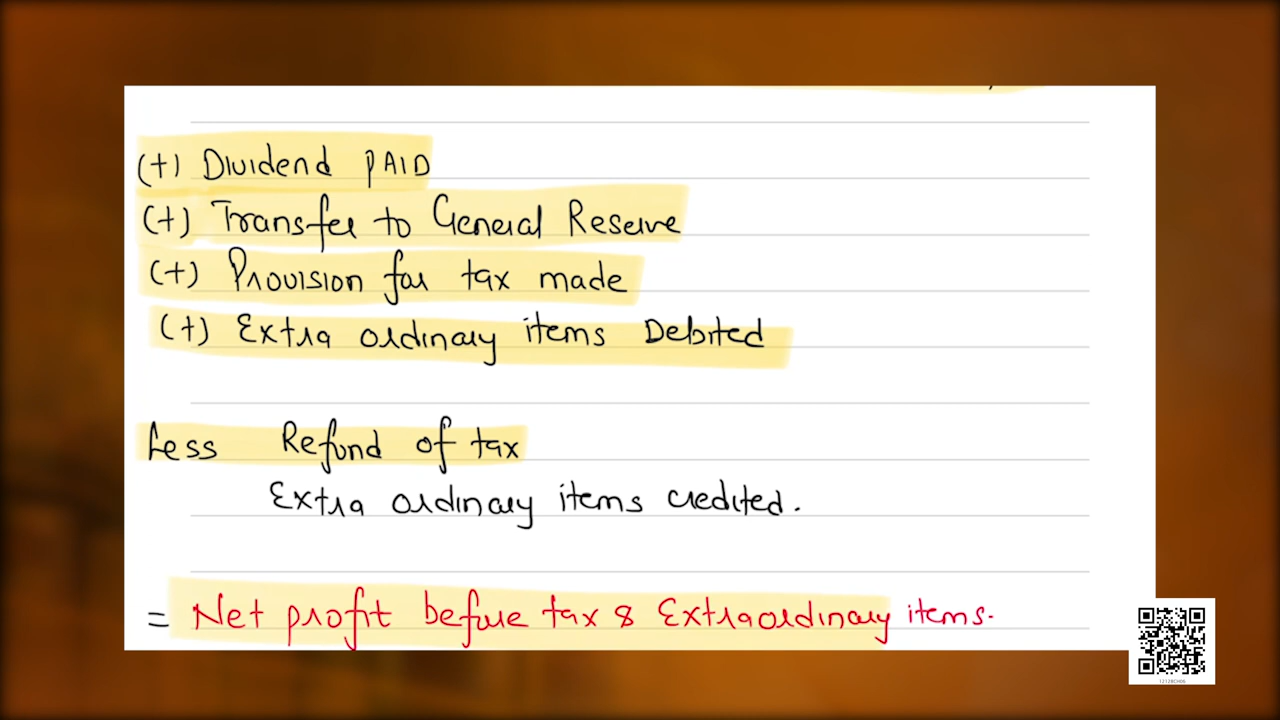 (+) Dividend PAID
(+) Transfer to General Reserve
(+) Provision for tax made
(+) Extra ordinary items Debited
Less Refund of tax
Extra ordinary items credited.
= Net profit before tax & Extraordinary items.
12128CH06